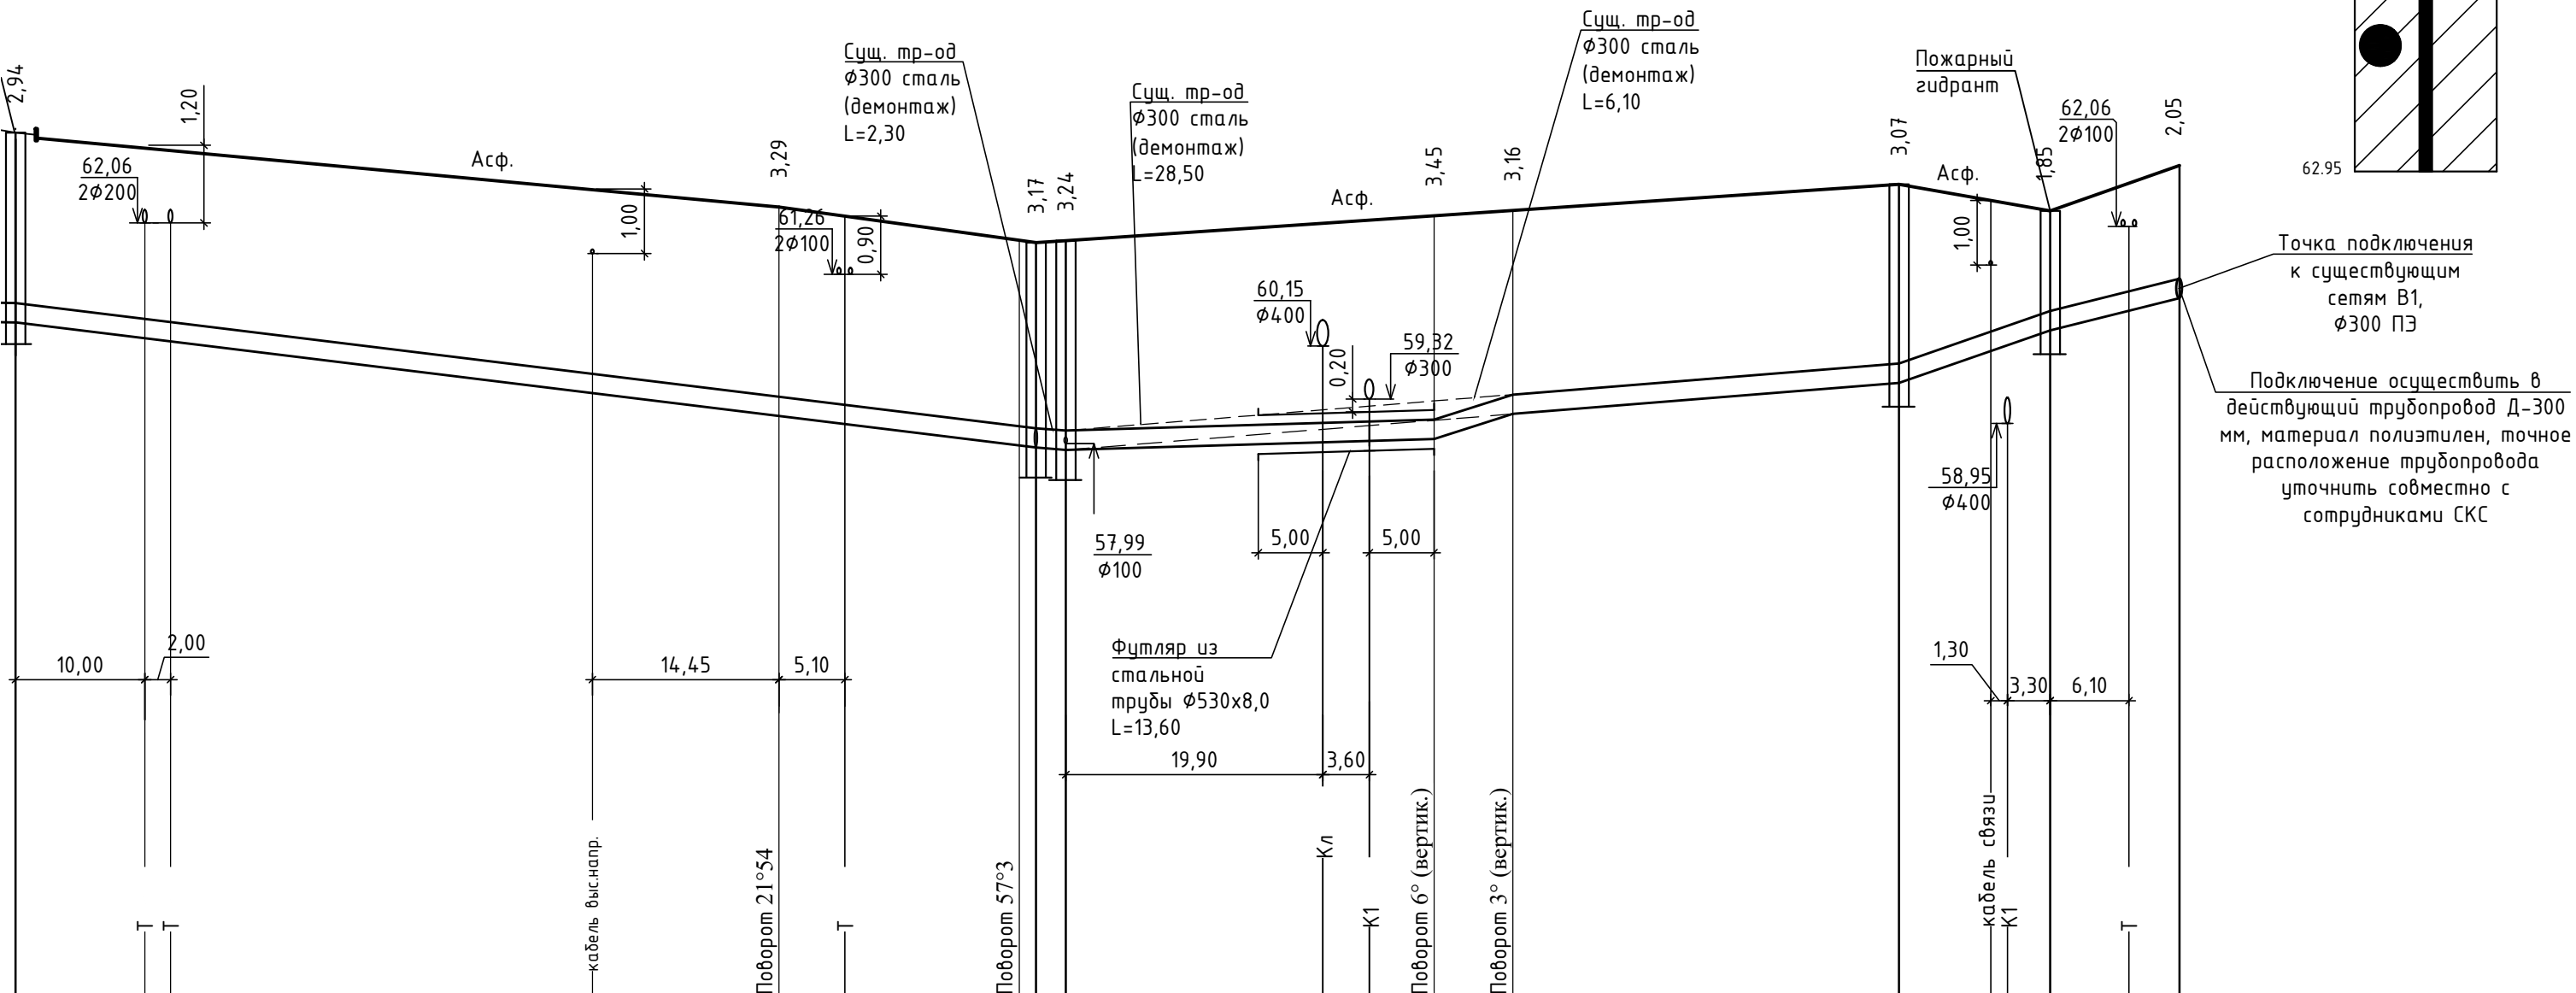 2,94
1,20
62,06
2Ф200
Асф.
1,00
3,29
61,26
2Ф100
0,90
Сущ. тр-од
Ф300 сталь
(демонтаж)
L=2,30
3,17
3,24
Сущ. тр-од
Ф300 сталь
(демонтаж)
L=28,50
Асф.
60,15
Ф400
0,20
59,32
Ф300
3,45
3,16
Сущ. тр-од
Ф300 сталь
(демонтаж)
L=6,10
3,07
Асф.
Пожарный
гидрант
1,85
1,00
62,06
2Ф100
2,05
62.95
Точка подключения
к существующим
сетям В1,
Ф300 ПЭ
Подключение осуществить в
действующий трубопровод Д-300
мм, материал полиэтилен, точное
расположение трубопровода
уточнить совместно с
сотрудниками СКС
58,95
Ф400
57,99
Ф100
5,00
5,00
Футляр из
стальной
трубы Ф530х8,0
L=13,60
10,00
2,00
14,45
5,10
1,30
3,30
6,10
19,90
3,60
Т
Т
кабель выс.напр.
Поворот 21°54
Т
Поворот 57°3
Кл
К1
Поворот 6° (вертик.)
Поворот 3° (вертик.)
кабель связи
К1
Т